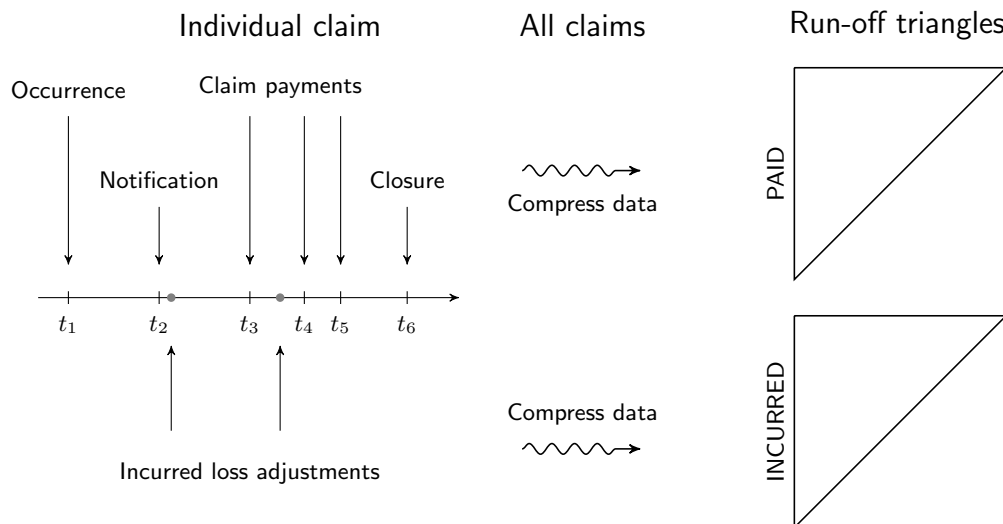 Individual claim
All claims
Run-off triangles
Occurrence
Claim payments
Notification
Closure
t₁
t₂
t₃
t₄
t₅
t₆
Incurred loss adjustments
Compress data
Compress data
PAID
INCURRED